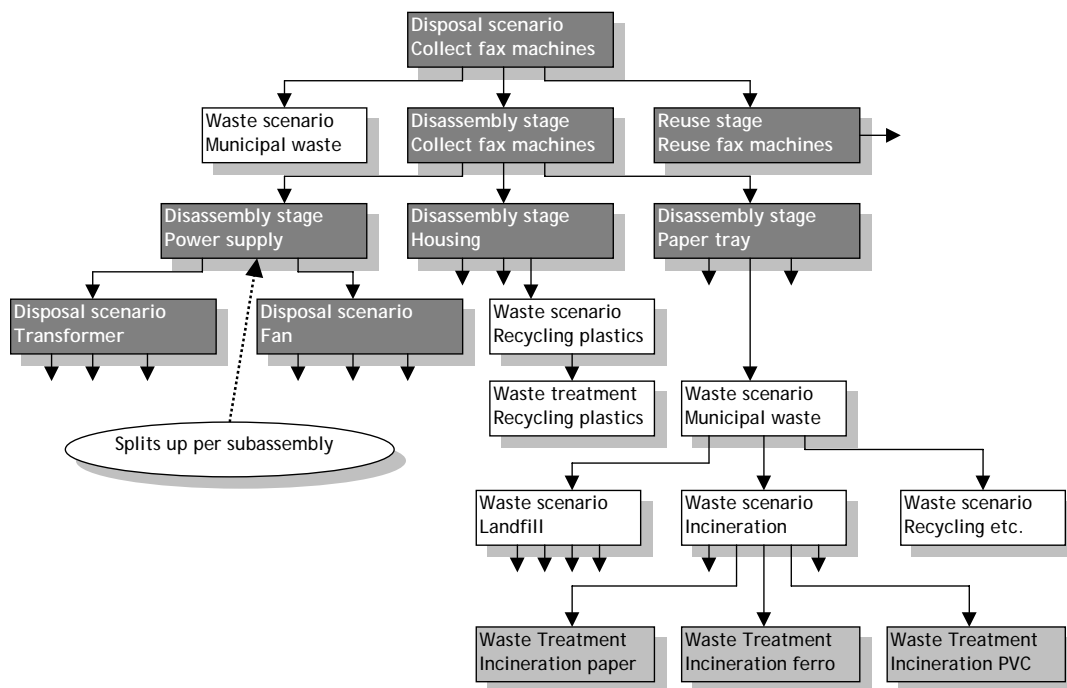 Disposal scenario
Collect fax machines
Waste scenario
Municipal waste
Disassembly stage
Collect fax machines
Reuse stage
Reuse fax machines
Disassembly stage
Power supply
Disassembly stage
Housing
Disassembly stage
Paper tray
Disposal scenario
Transformer
Disposal scenario
Fan
Waste scenario
Recycling plastics
Waste treatment
Recycling plastics
Waste scenario
Municipal waste
Splits up per subassembly
Waste scenario
Landfill
Waste scenario
Incineration
Waste scenario
Recycling etc.
Waste Treatment
Incineration paper
Waste Treatment
Incineration ferro
Waste Treatment
Incineration PVC